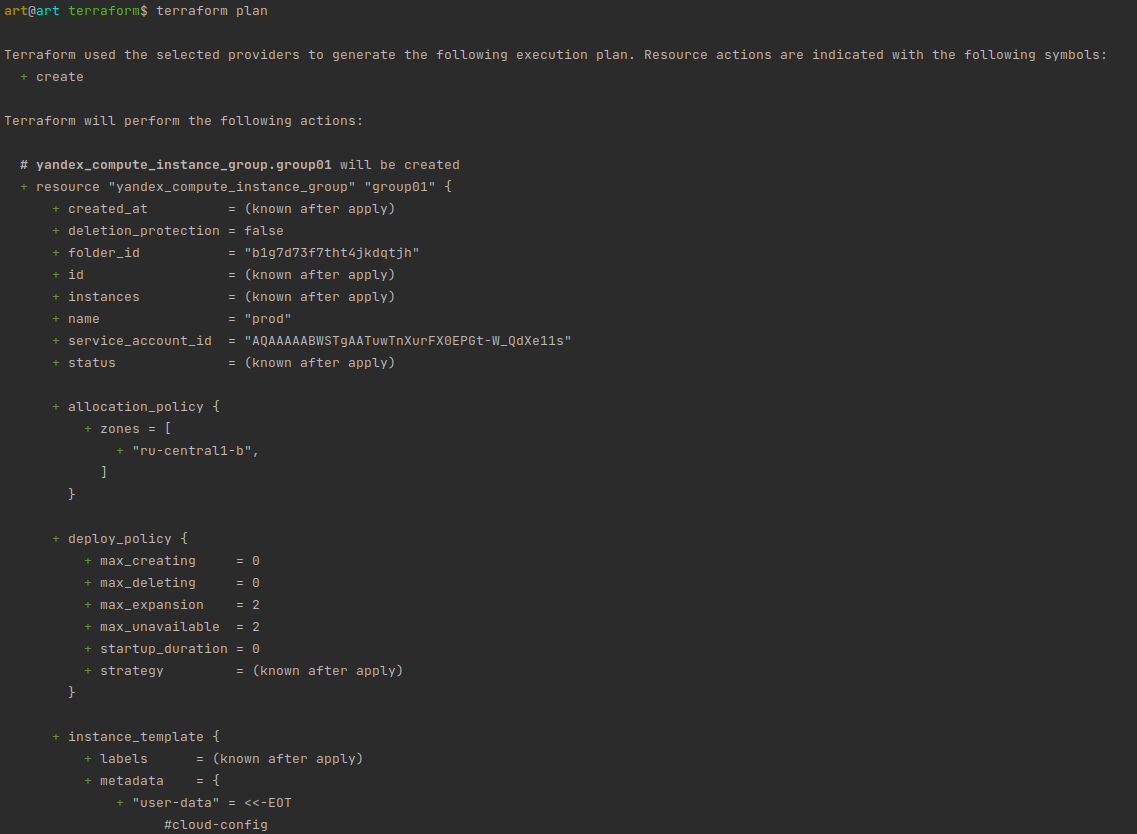 art@art terraform$ terraform plan
Terraform used the selected providers to generate the following execution plan. Resource actions are indicated with the following symbols:
+ create
Terraform will perform the following actions:
# yandex_compute_instance_group.group01 will be created
+ resource "yandex_compute_instance_group" "group01" {
+ created_at = (known after apply)
+ deletion_protection = false
+ folder_id = "b1g7d73f7tht4jkdqtjh"
+ id = (known after apply)
+ instances = (known after apply)
+ name = "prod"
+ service_account_id = "AQAAAAABWSTgAATuwTnXurFX0EPGt-W_QdXe11s"
+ status = (known after apply)
+ allocation_policy {
+ zones = [
+ "ru-central1-b",
]
}
+ deploy_policy {
+ max_creating = 0
+ max_deleting = 0
+ max_expansion = 2
+ max_unavailable = 2
+ startup_duration = 0
+ strategy = (known after apply)
}
+ instance_template {
+ labels = (known after apply)
+ metadata = {
+ "user-data" = <<-EOT
#cloud-config